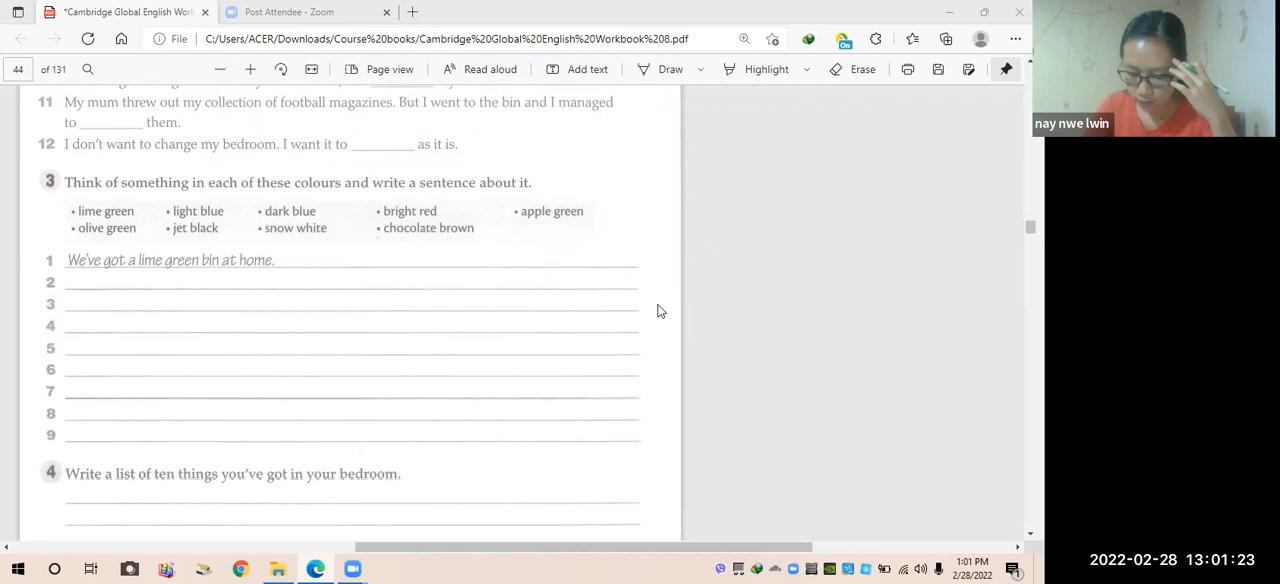 *Cambridge Global English Work
Post Attendee - Zoom
File
C:/Users/ACER/Downloads/Course%20books/Cambridge%20Global%20English%20Workbook%208.pdf
On
44 of 131
Page view
Read aloud
Add text
Draw
Highlight
Erase
nay nwe lwin
11 My mum threw out my collection of football magazines. But I went to the bin and I managed
to ________ them.
12 I don't want to change my bedroom. I want it to ________ as it is.
3 Think of something in each of these colours and write a sentence about it.
• lime green • light blue • dark blue • bright red • apple green
• olive green • jet black • snow white • chocolate brown
1 We've got a lime green bin at home.
2
3
4
5
6
7
8
9
4 Write a list of ten things you've got in your bedroom.
1:01 PM
2/28/2022
1
2022-02-28 13:01:23